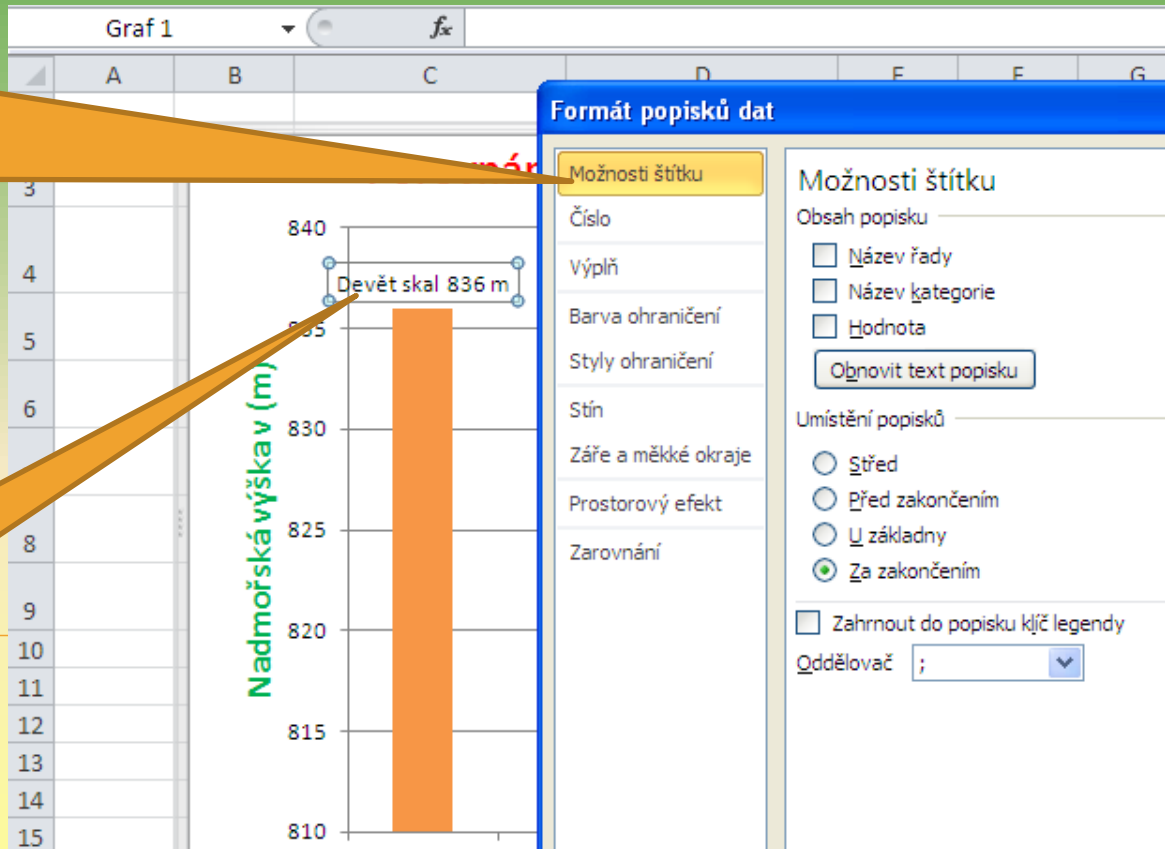 Graf 1
fx
A B C D E F G
Formát popisků dat
3
4
5
6
8
9
10
11
12
13
14
15
840
835
830
825
820
815
810
Devět skal 836 m
Nadmořská výška v (m)
Možnosti štítku
Číslo
Výplň
Barva ohraničení
Styly ohraničení
Stín
Záře a měkké okraje
Prostorový efekt
Zarovnání
Možnosti štítku
Obsah popisku
Název řady
Název kategorie
Hodnota
Obnovit text popisku
Umístění popisků
Střed
Před zakončením
U základny
Za zakončením
Zahrnout do popisku klíč legendy
Oddělovač ;